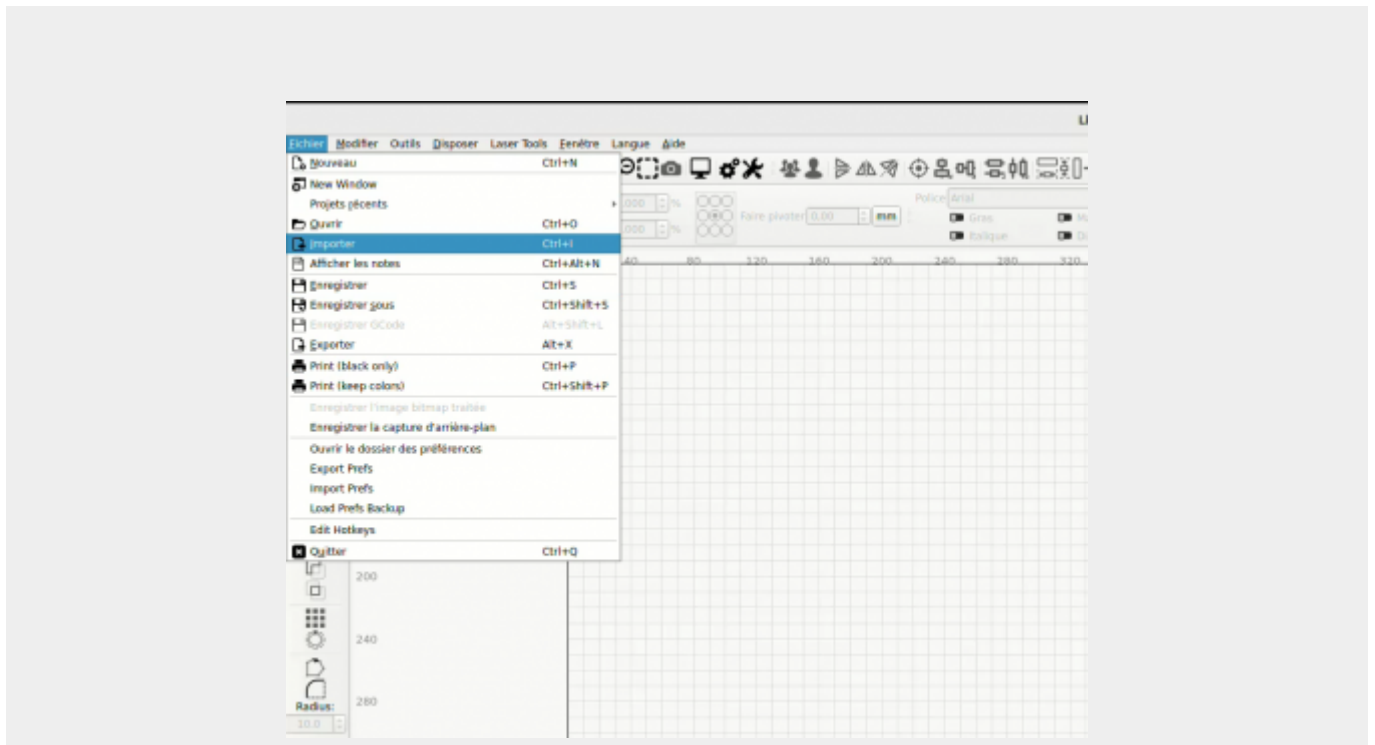 Fichier Modifier Outils Disposer Laser Tools Fenêtre Langue Aide
Nouveau Ctrl+N
New Window
Projets récents
Ouvrir Ctrl+O
Importer Ctrl+I
Afficher les notes Ctrl+Alt+N
Enregistrer Ctrl+S
Enregistrer sous Ctrl+Shift+S
Enregistrer GCode Alt+Shift+L
Exporter Alt+X
Print (black only) Ctrl+P
Print (keep colors) Ctrl+Shift+P
Enregistrer l'image bitmap traitée
Enregistrer la capture d'arrière-plan
Ouvrir le dossier des préférences
Export Prefs
Import Prefs
Load Prefs Backup
Edit Hotkeys
Quitter Ctrl+Q
Police Arial
%
Faire pivoter 0,00 mm
Gras
%
Italique
40 80 120 160 200 240 280 320
200
240
280
Radius:
10.0